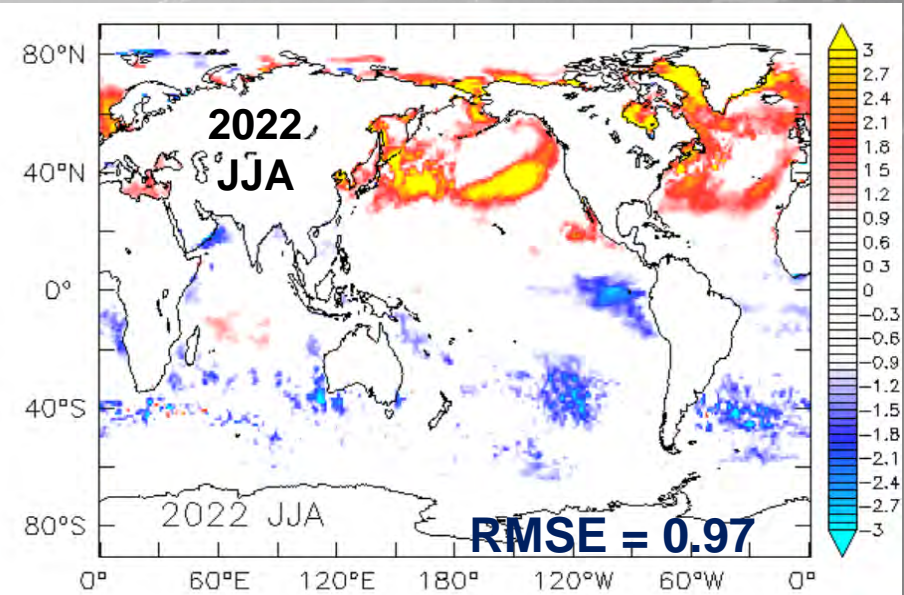 80°N
40°N
0°
40°S
80°S
2022
JJA
2022 JJA
RMSE = 0.97
0°
60°E
120°E
180°
120°W
60°W
0°
3
2.7
2.4
2.1
1.8
1.5
1.2
0.9
0.6
0.3
0
-0.3
-0.6
-0.9
-1.2
-1.5
-1.8
-2.1
-2.4
-2.7
-3